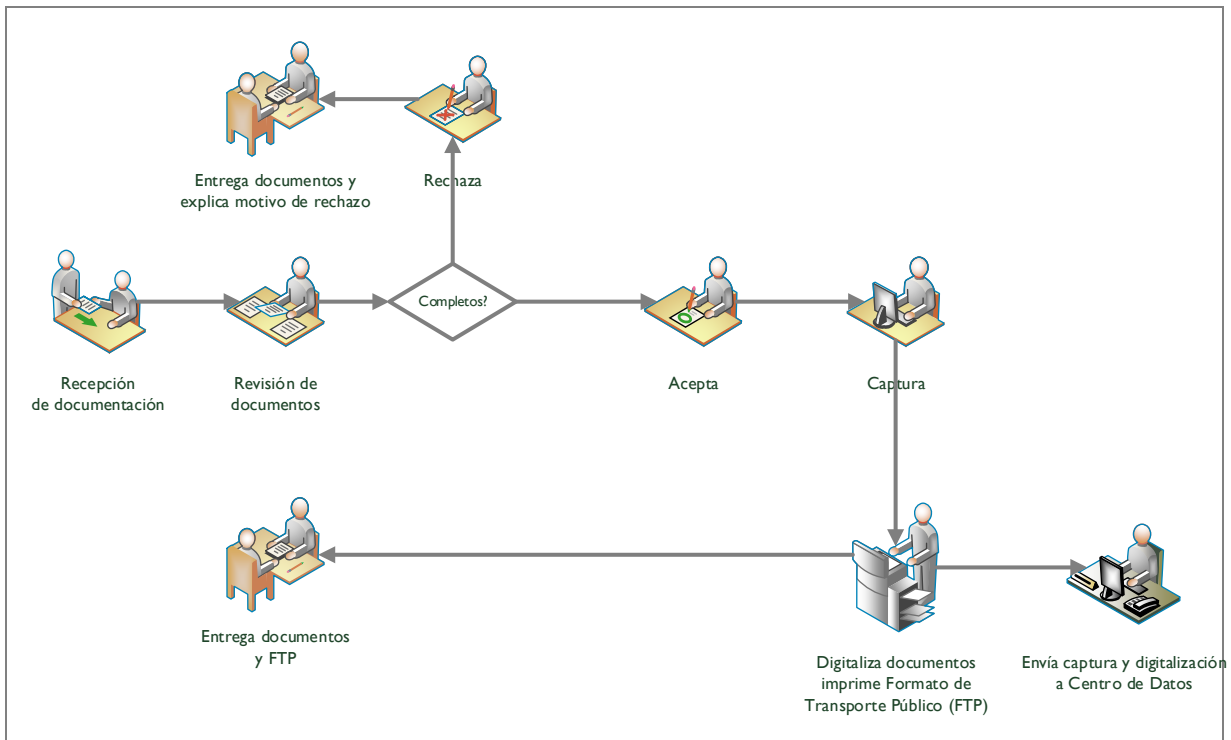 Entrega documentos y
explica motivo de rechazo
Rechaza
Completos?
Recepción
de documentación
Revisión de
documentos
Acepta
Captura
Entrega documentos
y FTP
Digitaliza documentos
imprime Formato de
Transporte Público (FTP)
Envía captura y digitalización
a Centro de Datos